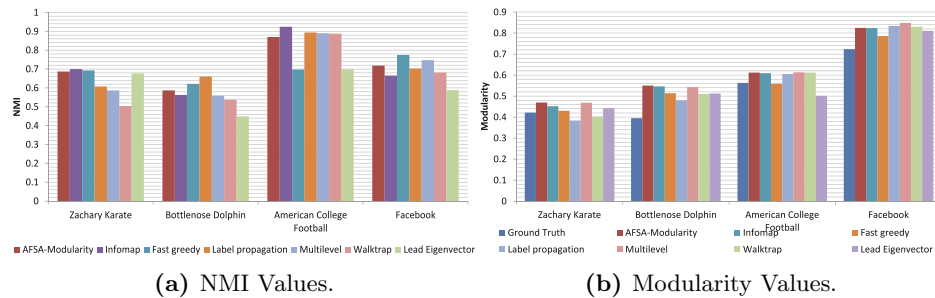 1
0.9
0.8
0.7
0.6
0.5
0.4
0.3
0.2
0.1
0
NMI
Zachary Karate Bottlenose Dolphin American College Football Facebook
AFSA-Modularity Infomap Fast greedy Label propagation Multilevel Walktrap Lead Eigenvector
(a) NMI Values.
0.9
0.8
0.7
0.6
0.5
0.4
0.3
0.2
0.1
0
Modularity
Zachary Karate Bottlenose Dolphin American College Football Facebook
Ground Truth AFSA-Modularity Infomap Fast greedy
Label propagation Multilevel Walktrap Lead Eigenvector
(b) Modularity Values.